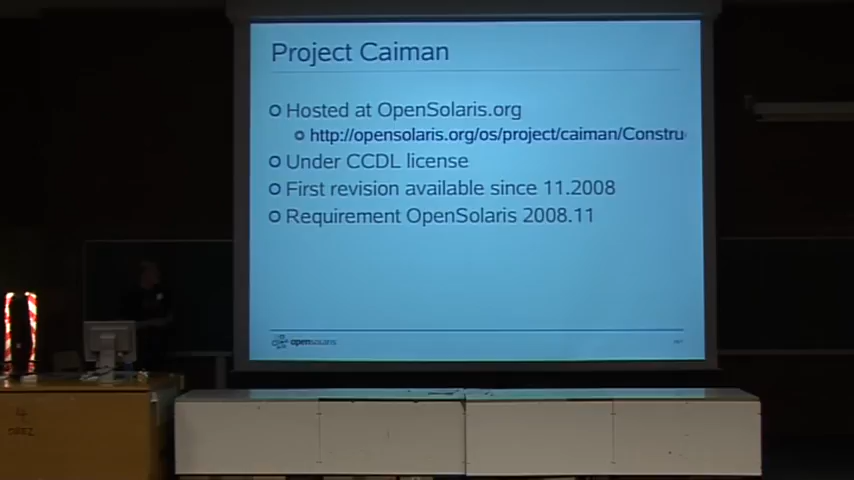 Project Caiman
Hosted at OpenSolaris.org
http://opensolaris.org/os/project/caiman/Constru
Under CCDL license
First revision available since 11.2008
Requirement OpenSolaris 2008.11
opensolaris